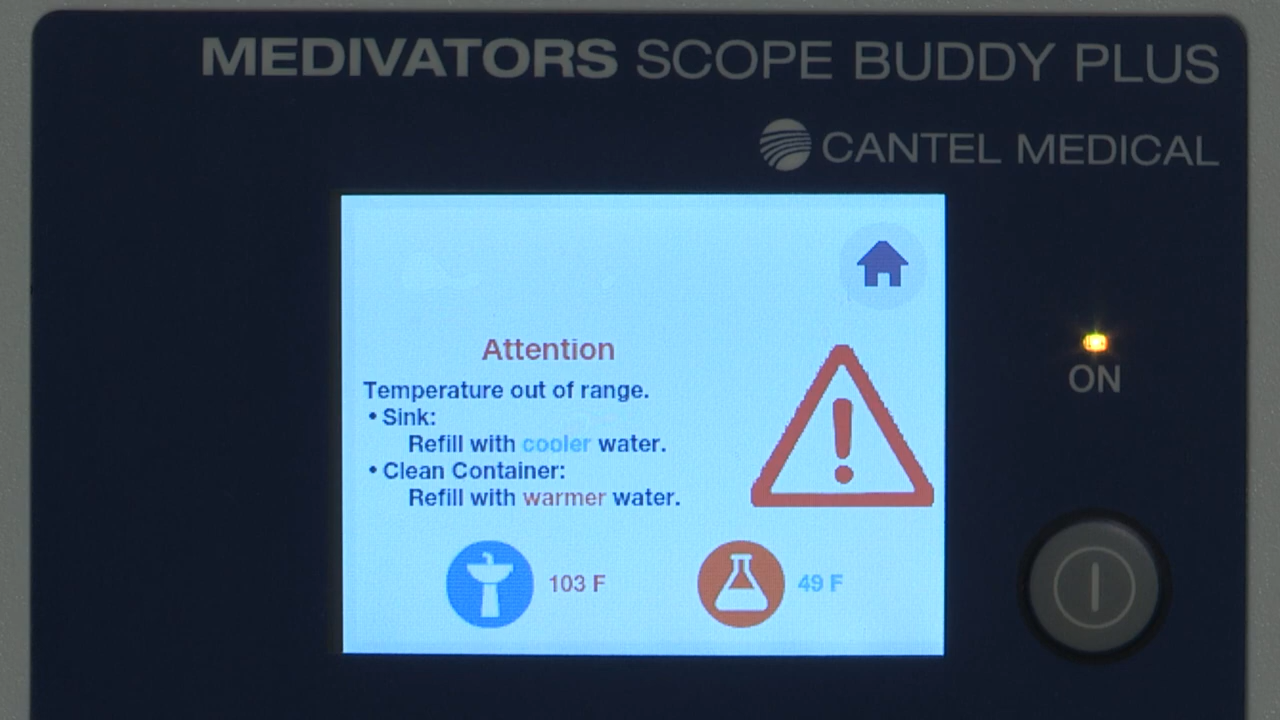 MEDIVATORS SCOPE BUDDY PLUS
CANTEL MEDICAL
Attention
Temperature out of range.
• Sink:
Refill with cooler water.
• Clean Container:
Refill with warmer water.
103 F
49 F
ON